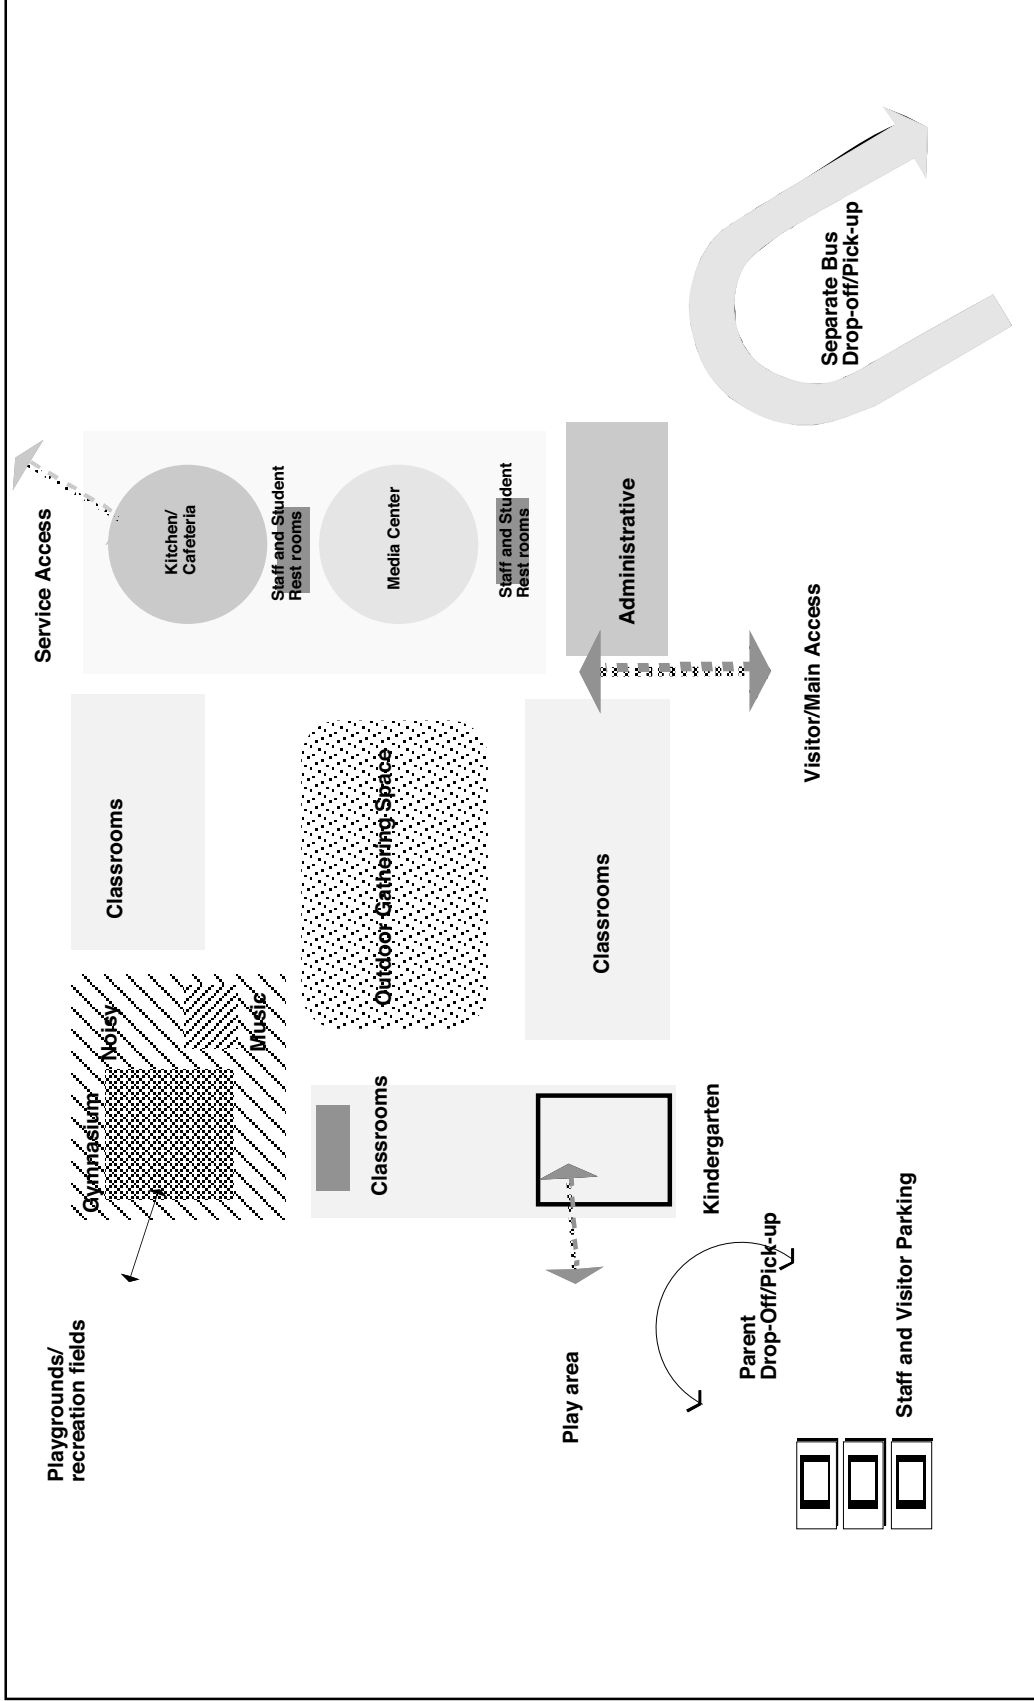 Playgrounds/
recreation fields
Gymnasium
Noisy
Music
Classrooms
Service Access
Kitchen/
Cafeteria
Staff and Student
Rest rooms
Media Center
Staff and Student
Rest rooms
Outdoor Gathering Space
Classrooms
Play area
Kindergarten
Classrooms
Administrative
Parent
Drop-Off/Pick-up
Visitor/Main Access
Separate Bus
Drop-off/Pick-up
Staff and Visitor Parking